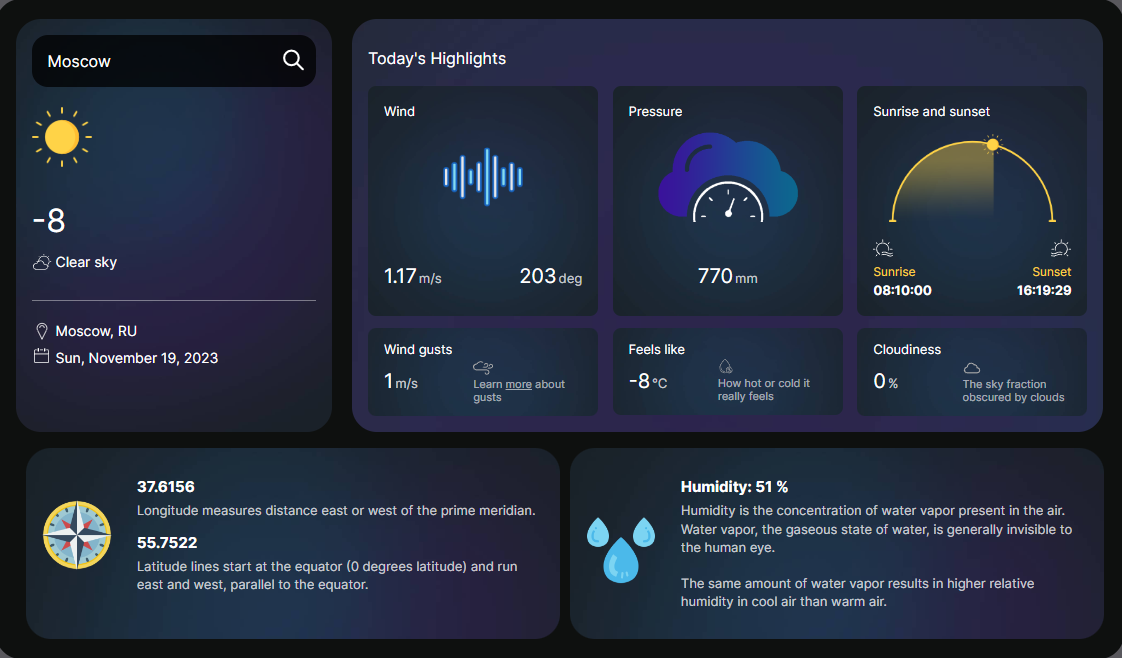 Moscow
-8
Clear sky
Moscow, RU
Sun, November 19, 2023
Today's Highlights
Wind
1.17 m/s 203 deg
Pressure
770 mm
Sunrise and sunset
Sunrise Sunset
08:10:00 16:19:29
Wind gusts
1 m/s
Learn more about
gusts
Feels like
-8 °C
How hot or cold it
really feels
Cloudiness
0 %
The sky fraction
obscured by clouds
37.6156
Longitude measures distance east or west of the prime meridian.
55.7522
Latitude lines start at the equator (0 degrees latitude) and run
east and west, parallel to the equator.
Humidity: 51 %
Humidity is the concentration of water vapor present in the air.
Water vapor, the gaseous state of water, is generally invisible to
the human eye.
The same amount of water vapor results in higher relative
humidity in cool air than warm air.